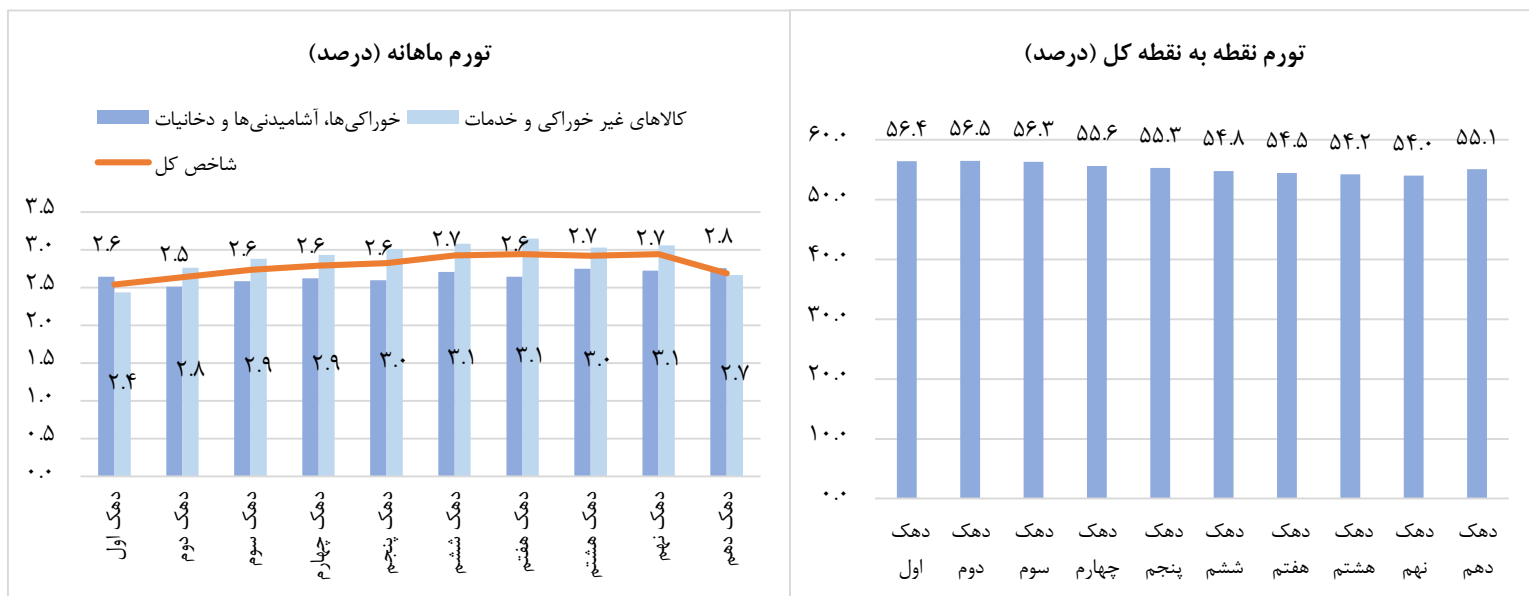 تورم ماهانه (درصد)
خوراکی‌ها، آشامیدنی‌ها و دخانیات
کالاهای غیر خوراکی و خدمات
شاخص کل
۳.۵
۳.۰
۲.۵
۲.۰
۱.۵
۱.۰
۰.۵
۰.۰
۲.۶ ۲.۵ ۲.۶ ۲.۶ ۲.۶ ۲.۷ ۲.۶ ۲.۷ ۲.۷ ۲.۸
۲.۴ ۲.۸ ۲.۹ ۲.۹ ۳.۰ ۳.۱ ۳.۱ ۳.۰ ۳.۱ ۲.۷
دهک اول
دهک دوم
دهک سوم
دهک چهارم
دهک پنجم
دهک ششم
دهک هفتم
دهک هشتم
دهک نهم
دهک دهم
تورم نقطه به نقطه کل (درصد)
۶۰.۰
۵۰.۰
۴۰.۰
۳۰.۰
۲۰.۰
۱۰.۰
۰.۰
۵۶.۴ ۵۶.۵ ۵۶.۳ ۵۵.۶ ۵۵.۳ ۵۴.۸ ۵۴.۵ ۵۴.۲ ۵۴.۰ ۵۵.۱
دهک
اول
دهک
دوم
دهک
سوم
دهک
چهارم
دهک
پنجم
دهک
ششم
دهک
هفتم
دهک
هشتم
دهک
نهم
دهک
دهم